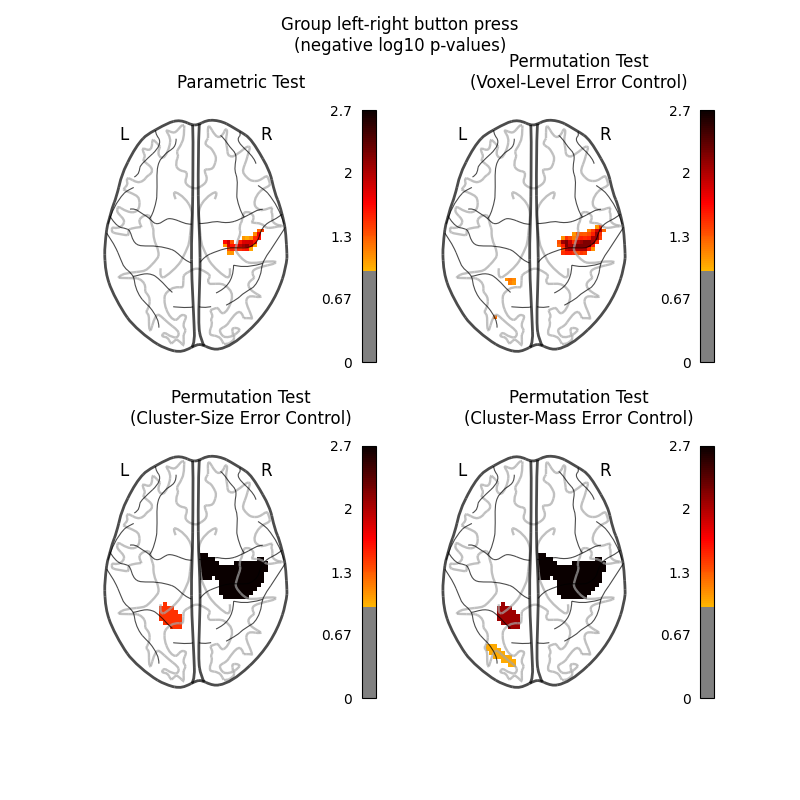 Group left-right button press
(negative log10 p-values)
Parametric Test
L
R
2.7
2
1.3
0.67
0
Permutation Test
(Voxel-Level Error Control)
L
R
2.7
2
1.3
0.67
0
Permutation Test
(Cluster-Size Error Control)
L
R
2.7
2
1.3
0.67
0
Permutation Test
(Cluster-Mass Error Control)
L
R
2.7
2
1.3
0.67
0